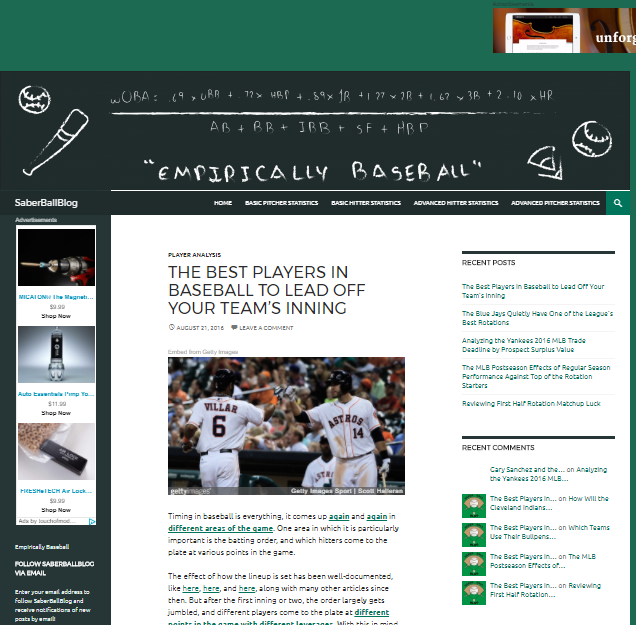 Advertisements
unforg
wOBA = .69 x uBB + .72 x HBP + .89 x 1B + 1.27 x 2B + 1.62 x 3B + 2.10 x HR
AB + BB + IBB + SF + HBP
"EMPIRICALLY BASEBALL"
SaberBallBlog
HOME BASIC PITCHER STATISTICS BASIC HITTER STATISTICS ADVANCED HITTER STATISTICS ADVANCED PITCHER STATISTICS
Advertisements
MICATON® The Magneti...
$9.99
Shop Now
Auto Essentials Pimp Yo...
$11.99
Shop Now
FRESHeTECH Air Lock...
$9.99
Shop Now
Ads by touchofmod...
Empirically Baseball
FOLLOW SABERBALLBLOG
VIA EMAIL
Enter your email address to
follow SaberBallBlog and
receive notifications of new
posts by email!
PLAYER ANALYSIS
THE BEST PLAYERS IN
BASEBALL TO LEAD OFF
YOUR TEAM'S INNING
AUGUST 21, 2016 LEAVE A COMMENT
Embed from Getty Images
VILLAR
6
ASTROS
14
gettyimages Getty Images Sport | Scott Halleran
Timing in baseball is everything, it comes up again and again in
different areas of the game. One area in which it is particularly
important is the batting order, and which hitters come to the
plate at various points in the game.
The effect of how the lineup is set has been well-documented,
like here, here, and here, along with many other articles since
then. But after the first inning or two, the order largely gets
jumbled, and different players come to the plate at different
points in the game with different leverages. With this in mind
RECENT POSTS
The Best Players in Baseball to Lead Off Your
Team's Inning
The Blue Jays Quietly Have One of the League's
Best Rotations
Analyzing the Yankees 2016 MLB Trade
Deadline by Prospect Surplus Value
The MLB Postseason Effects of Regular Season
Performance Against Top of the Rotation
Starters
Reviewing First Half Rotation Matchup Luck
RECENT COMMENTS
Gary Sanchez and the... on Analyzing
the Yankees 2016 MLB...
The Best Players in... on How Will the
Cleveland Indians...
The Best Players in... on Which Teams
Use Their Bullpens...
The Best Players in... on The MLB
Postseason Effects of...
The Best Players in... on Reviewing
First Half Rotation...